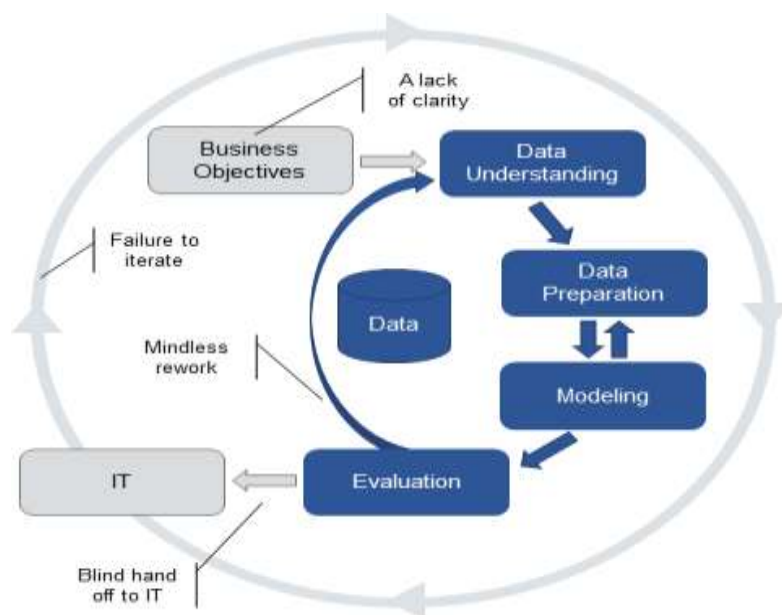 A lack
of clarity
Business
Objectives
Data
Understanding
Failure to
iterate
Data
Preparation
Data
Mindless
rework
Modeling
IT
Evaluation
Blind hand
off to IT